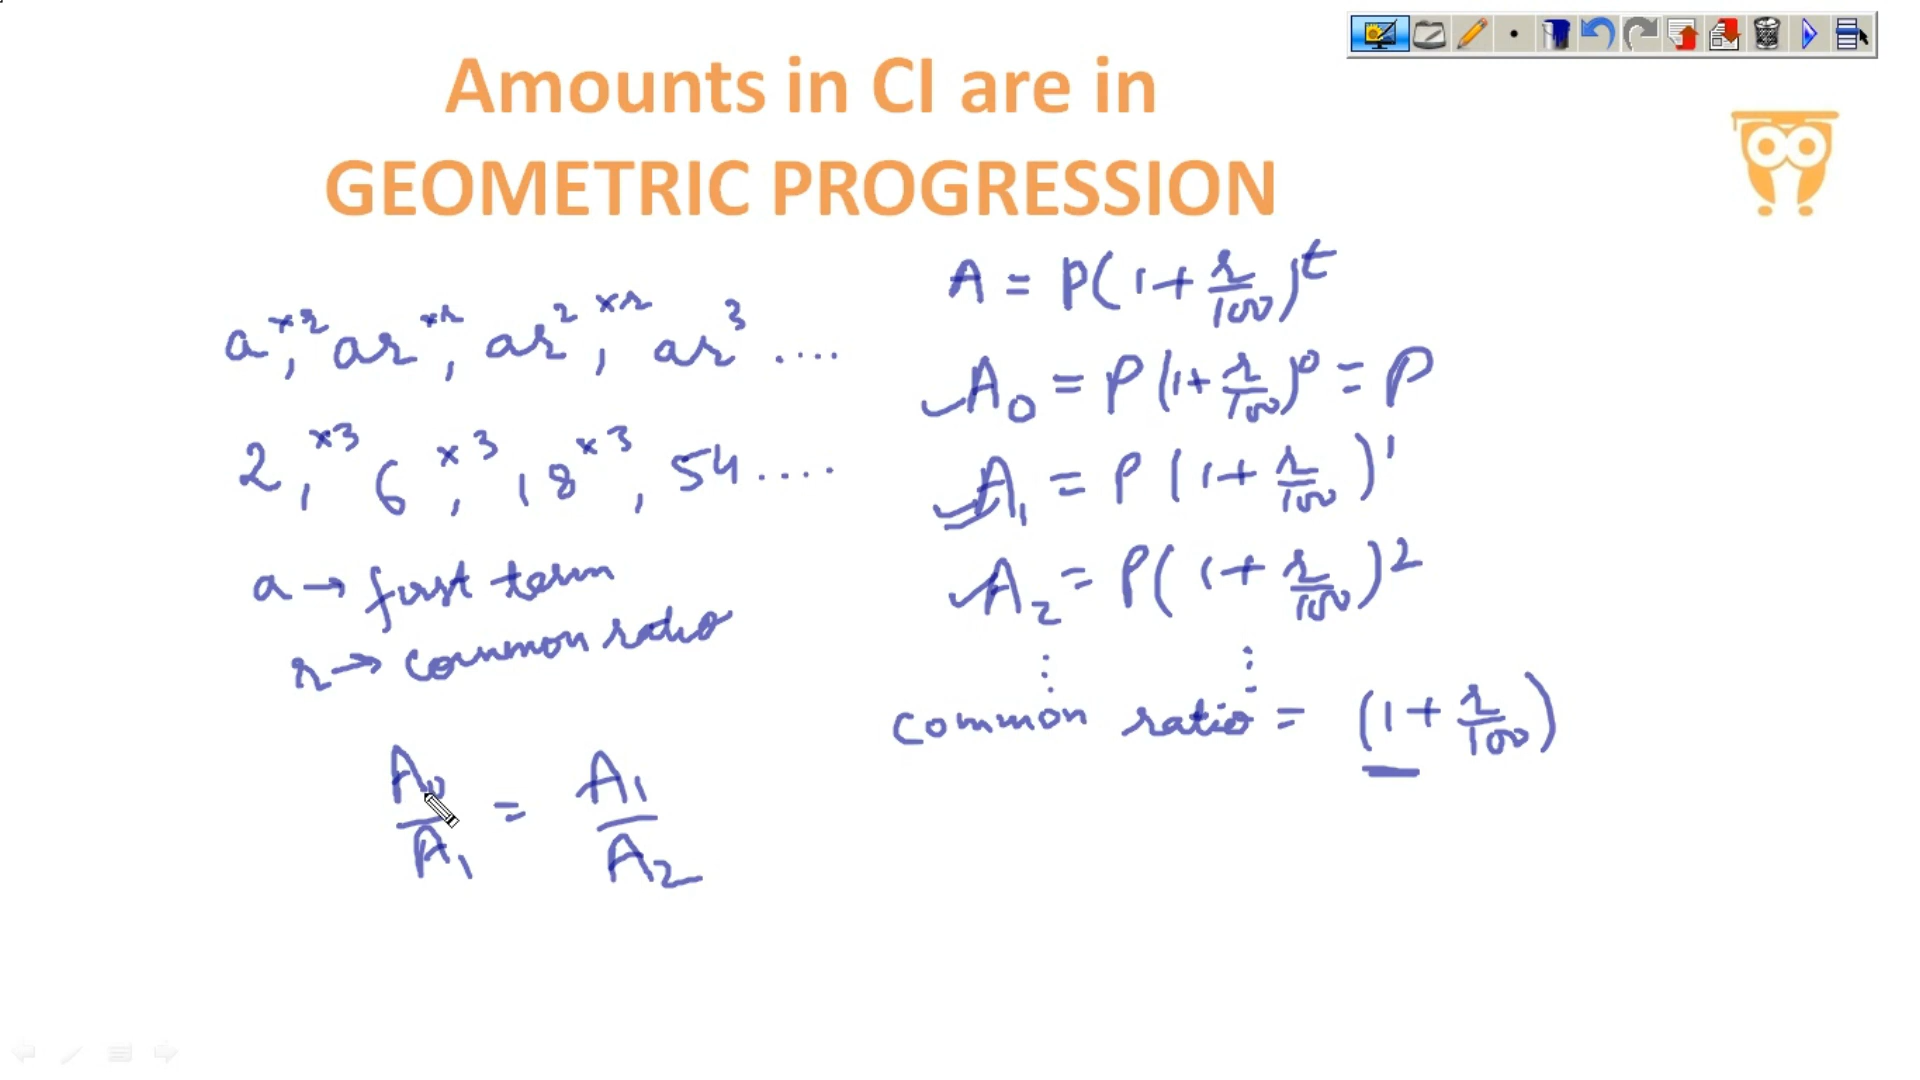 Amounts in CI are in
GEOMETRIC PROGRESSION
a, ×r ar, ×r ar², ×r ar³ ....
2, ×3 6, ×3 18, ×3 54 ....
a → first term
r → common ratio
A₀/A₁ = A₁/A₂
A = P(1+r/100)^t
A₀ = P(1+r/100)⁰ = P
A₁ = P(1+r/100)¹
A₂ = P(1+r/100)²
⋮ ⋮
common ratio = (1+r/100)